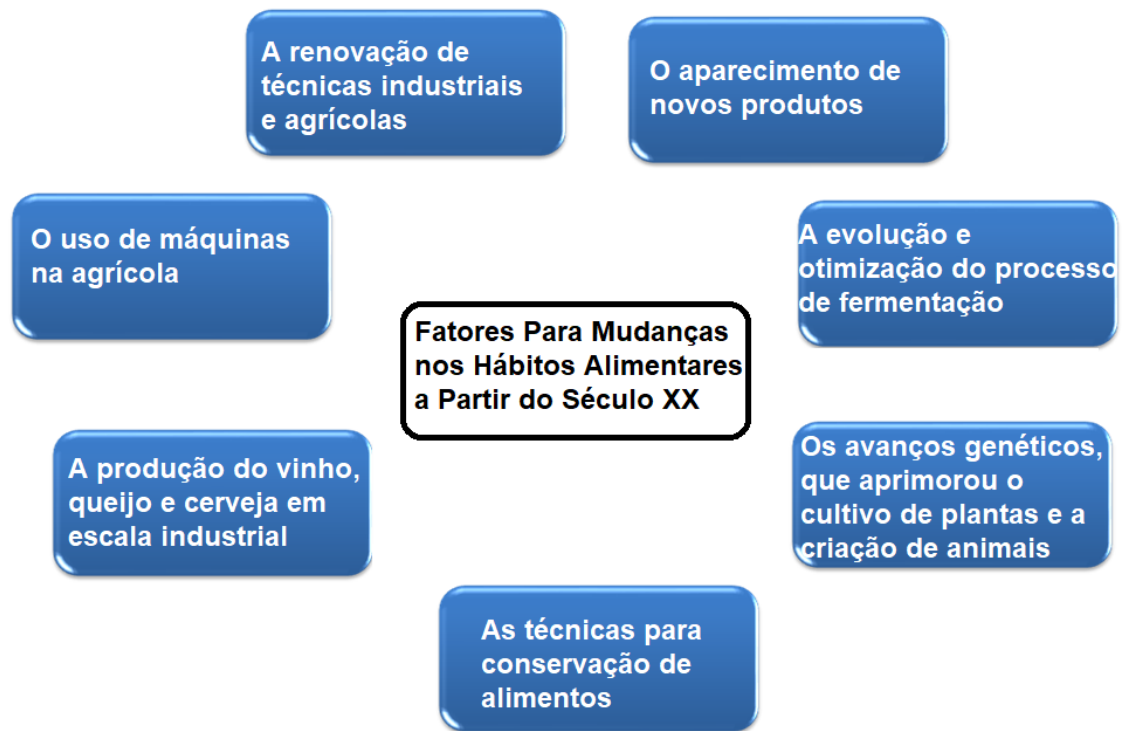 A renovação de
técnicas industriais
e agrícolas
O aparecimento de
novos produtos
O uso de máquinas
na agrícola
A evolução e
otimização do processo
de fermentação
Fatores Para Mudanças
nos Hábitos Alimentares
a Partir do Século XX
A produção do vinho,
queijo e cerveja em
escala industrial
Os avanços genéticos,
que aprimorou o
cultivo de plantas e a
criação de animais
As técnicas para
conservação de
alimentos